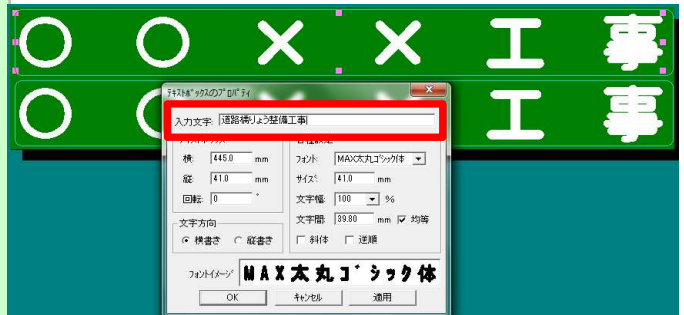 ○ ○ × × 工 事
○ ○ × × 工 事
テキストボックスのプロパティ
入力文字: 道路橋りょう整備工事
テキストボックス
各種設定
横: 445.0 mm
フォント: MAX太丸ゴシック体
縦: 41.0 mm
サイズ: 41.0 mm
回転: 0 °
文字幅: 100 %
文字間: 39.80 mm 均等
文字方向
横書き 縦書き
斜体 逆順
フォントイメージ MAX太丸ゴシック体
OK キャンセル 適用